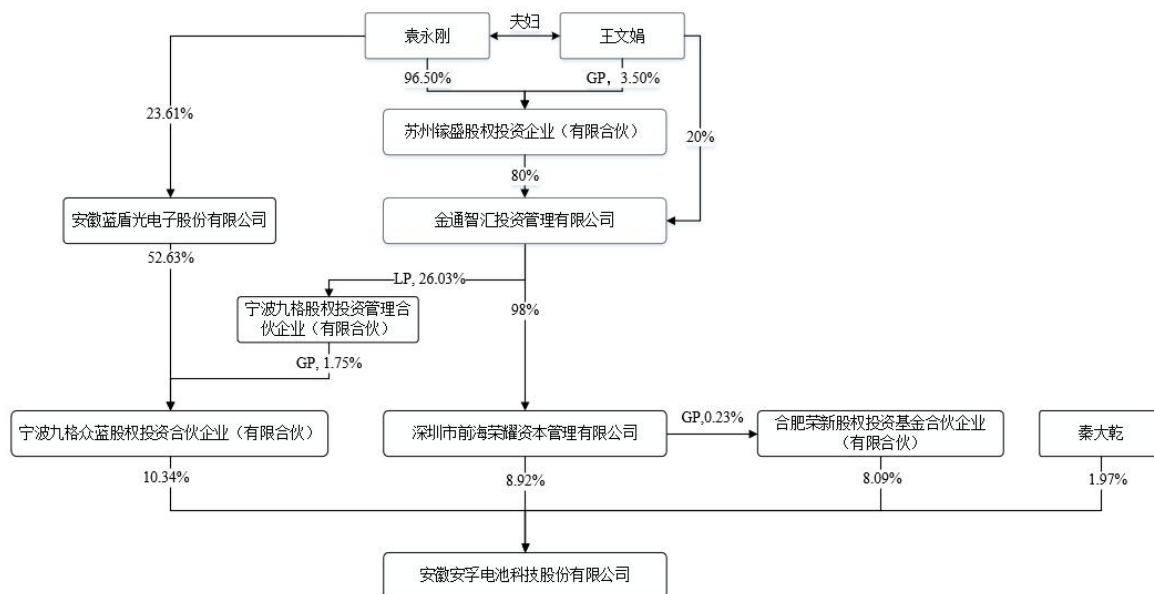 夫妇
袁永刚
王文娟
96.50%
GP，3.50%
23.61%
苏州镓盛股权投资企业（有限合伙）
20%
80%
安徽蓝盾光电子股份有限公司
金通智汇投资管理有限公司
52.63%
LP, 26.03%
宁波九格股权投资管理合
伙企业（有限合伙）
98%
GP, 1.75%
宁波九格众蓝股权投资合伙企业（有限合伙）
深圳市前海荣耀资本管理有限公司
GP,0.23%
合肥荣新股权投资基金合伙企业
（有限合伙）
秦大乾
10.34%
8.92%
8.09%
1.97%
安徽安孚电池科技股份有限公司